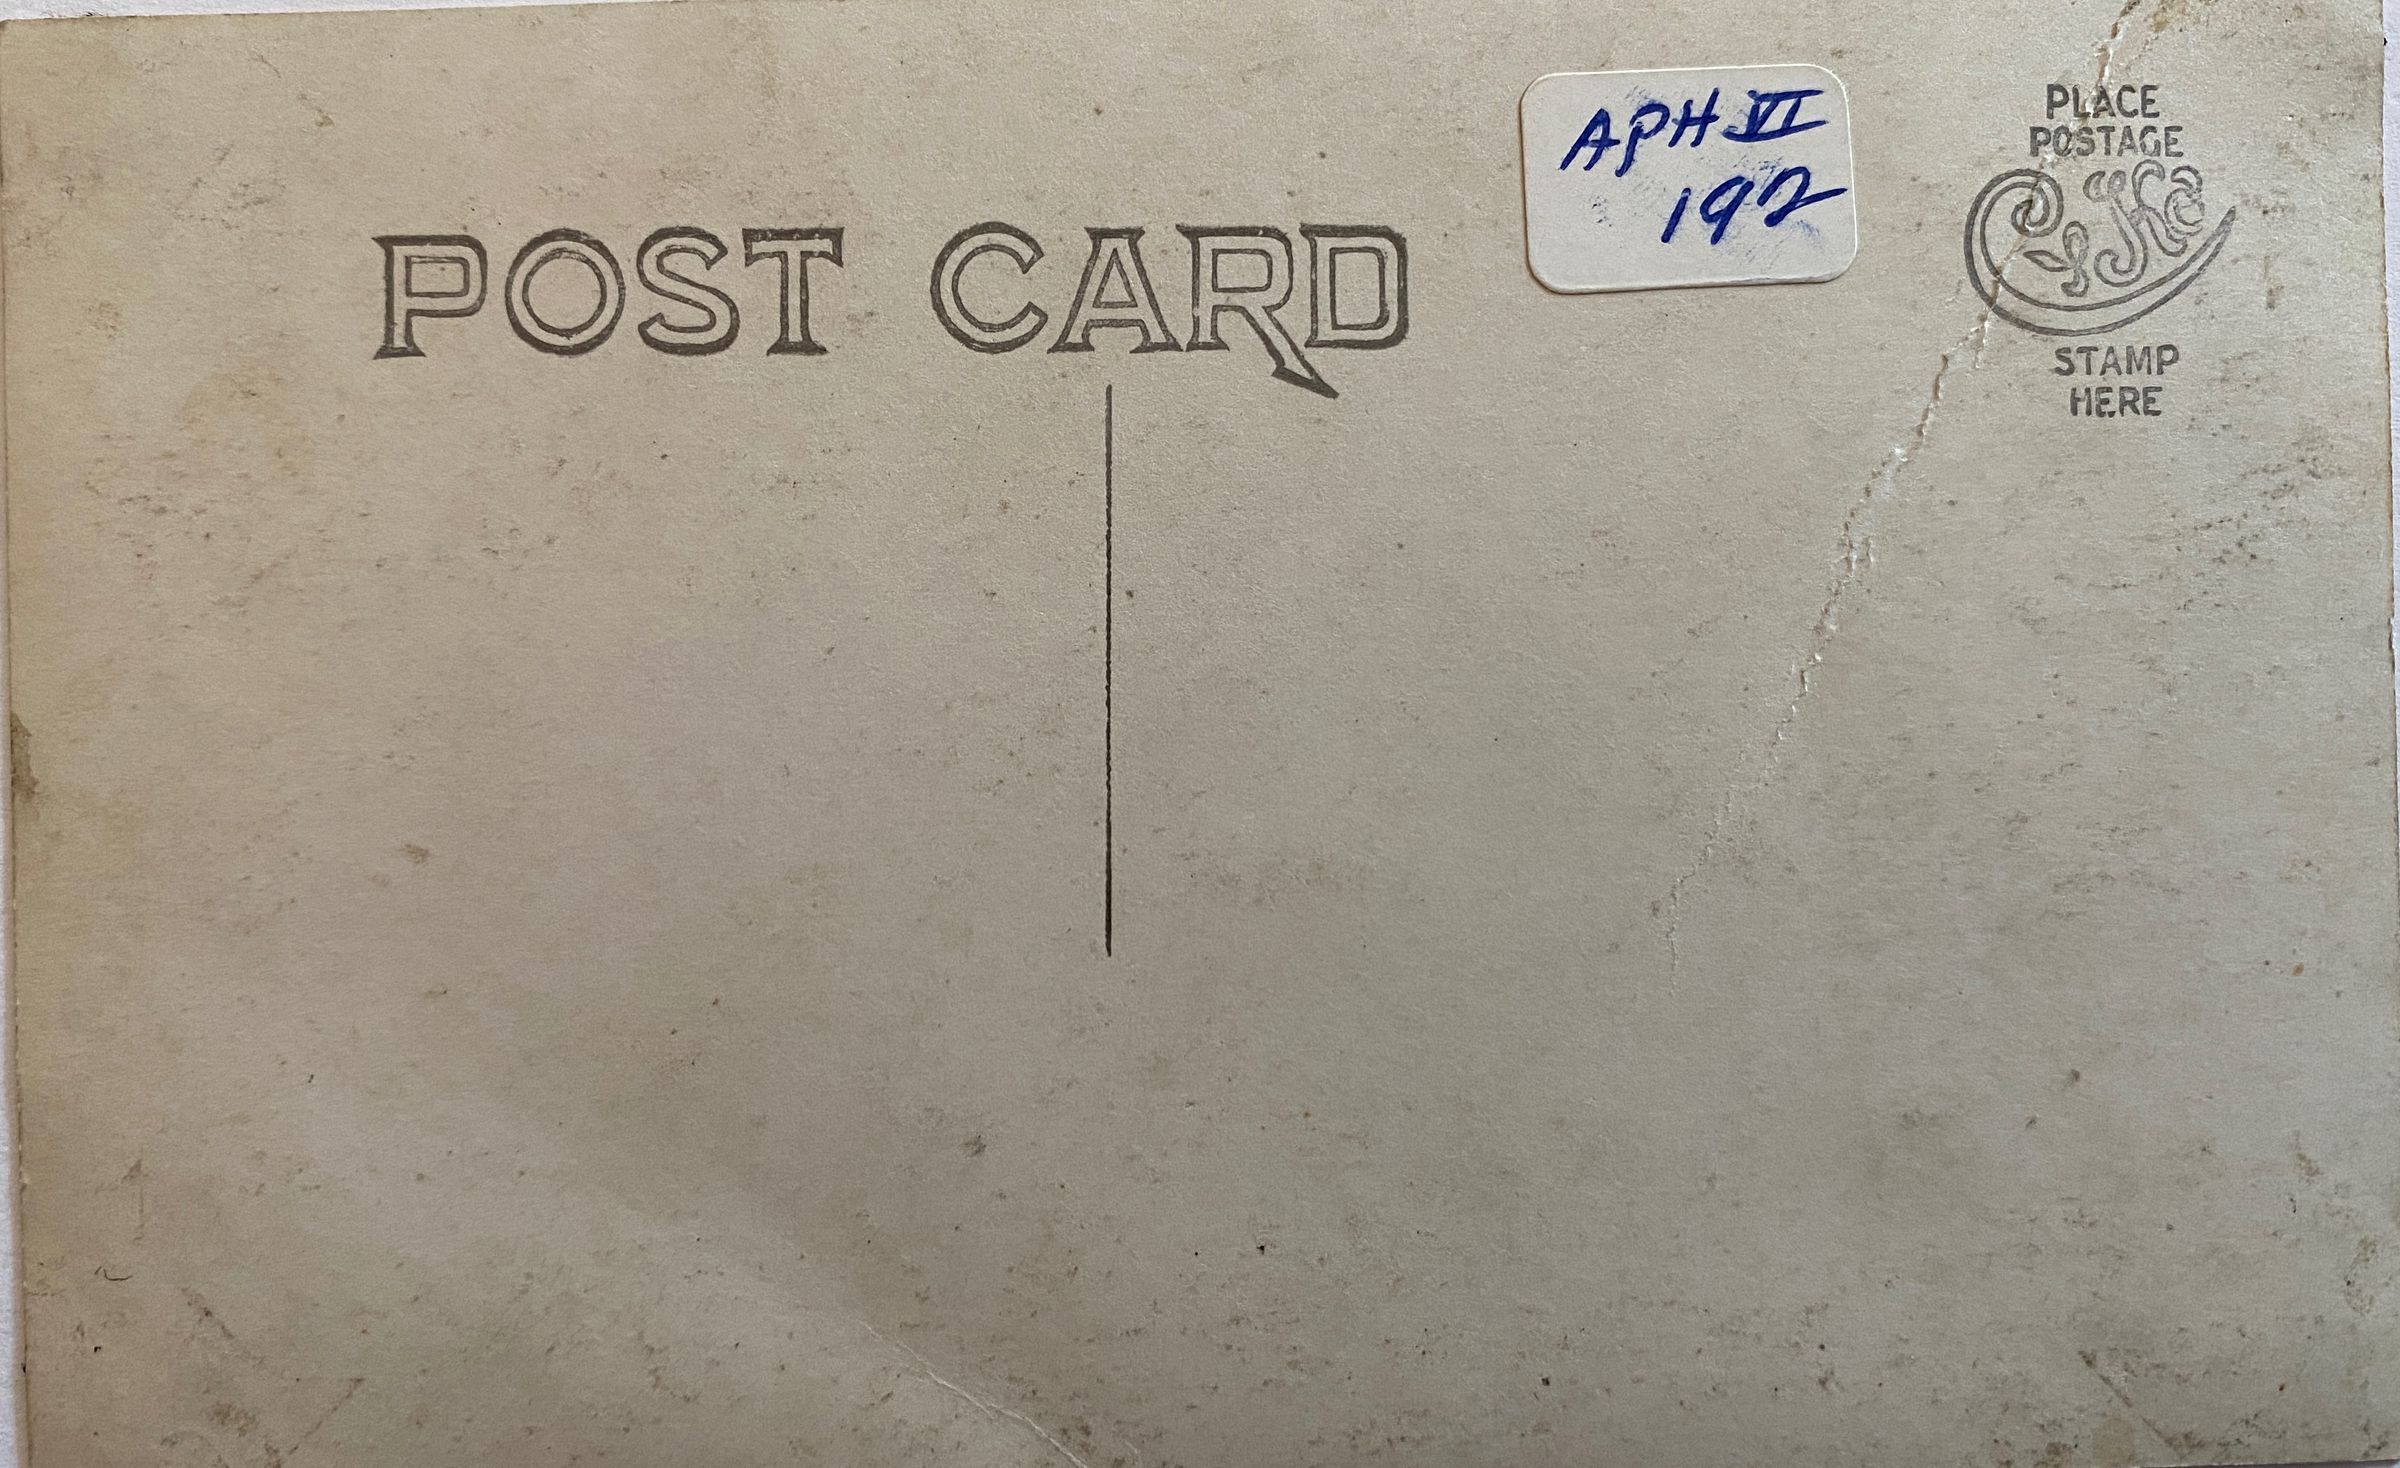 POST CARD
APH VI
192
PLACE
POSTAGE
STAMP
HERE